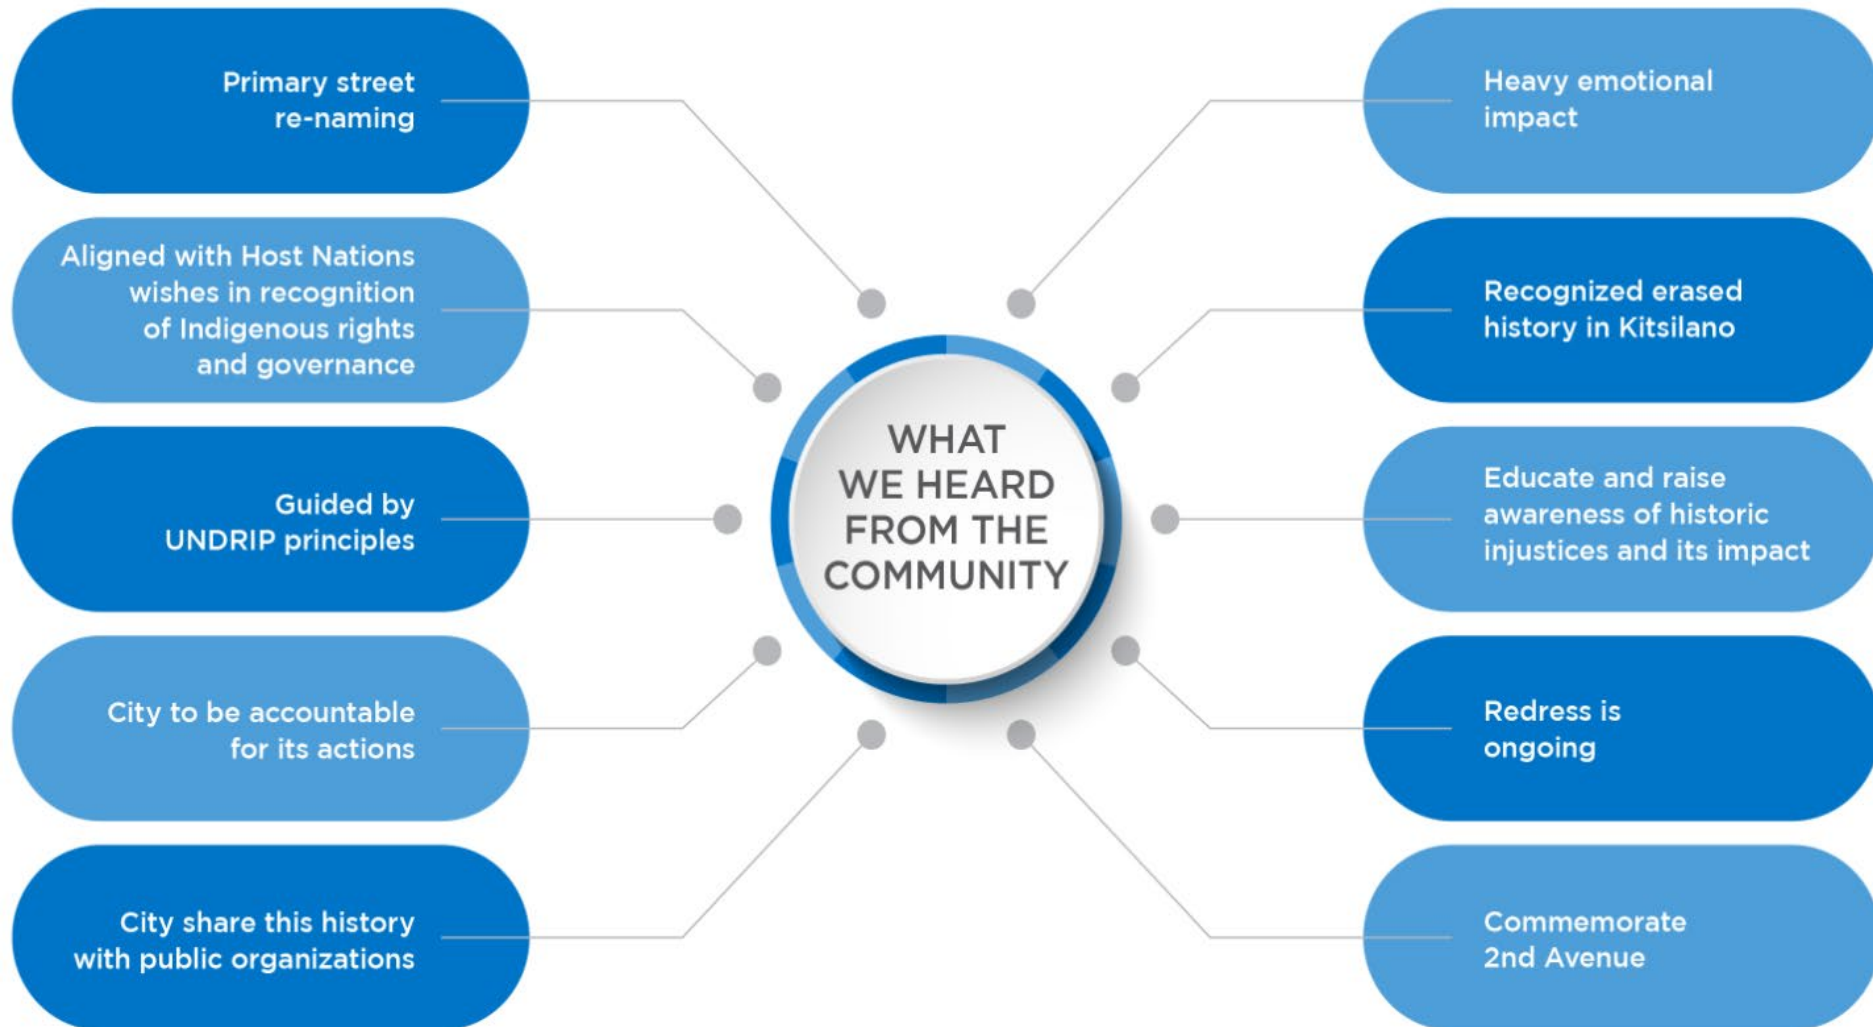 Primary street
re-naming
Aligned with Host Nations
wishes in recognition
of Indigenous rights
and governance
Guided by
UNDRIP principles
City to be accountable
for its actions
City share this history
with public organizations
WHAT
WE HEARD
FROM THE
COMMUNITY
Heavy emotional
impact
Recognized erased
history in Kitsilano
Educate and raise
awareness of historic
injustices and its impact
Redress is
ongoing
Commemorate
2nd Avenue